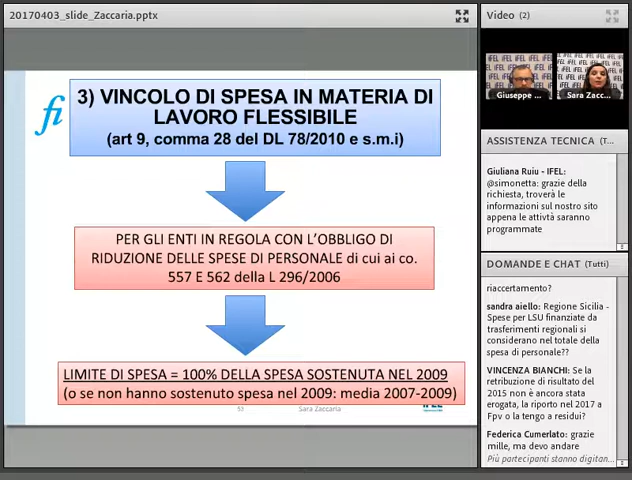 20170403_slide_Zaccaria.pptx
3) VINCOLO DI SPESA IN MATERIA DI
LAVORO FLESSIBILE
(art 9, comma 28 del DL 78/2010 e s.m.i)
fi
PER GLI ENTI IN REGOLA CON L'OBBLIGO DI
RIDUZIONE DELLE SPESE DI PERSONALE di cui ai co.
557 E 562 della L 296/2006
LIMITE DI SPESA = 100% DELLA SPESA SOSTENUTA NEL 2009
(o se non hanno sostenuto spesa nel 2009: media 2007-2009)
Sara Zaccaria
IFEL
Video (2)
Giuseppe ...
Sara Zacc...
ASSISTENZA TECNICA (T...
Giuliana Ruiu - IFEL:
@simonetta: grazie della
richiesta, troverà le
informazioni sul nostro sito
appena le attività saranno
programmate
DOMANDE E CHAT (Tutti)
riaccertamento?
sandra aiello: Regione Sicilia -
Spese per LSU finanziate da
trasferimenti regionali si
considerano nel totale della
spesa di personale??
VINCENZA BIANCHI: Se la
retribuzione di risultato del
2015 non è ancora stata
erogata, la riporto nel 2017 a
Fpv o la tengo a residui?
Federica Cumerlato: grazie
mille, ma devo andare
Più partecipanti stanno digitan...